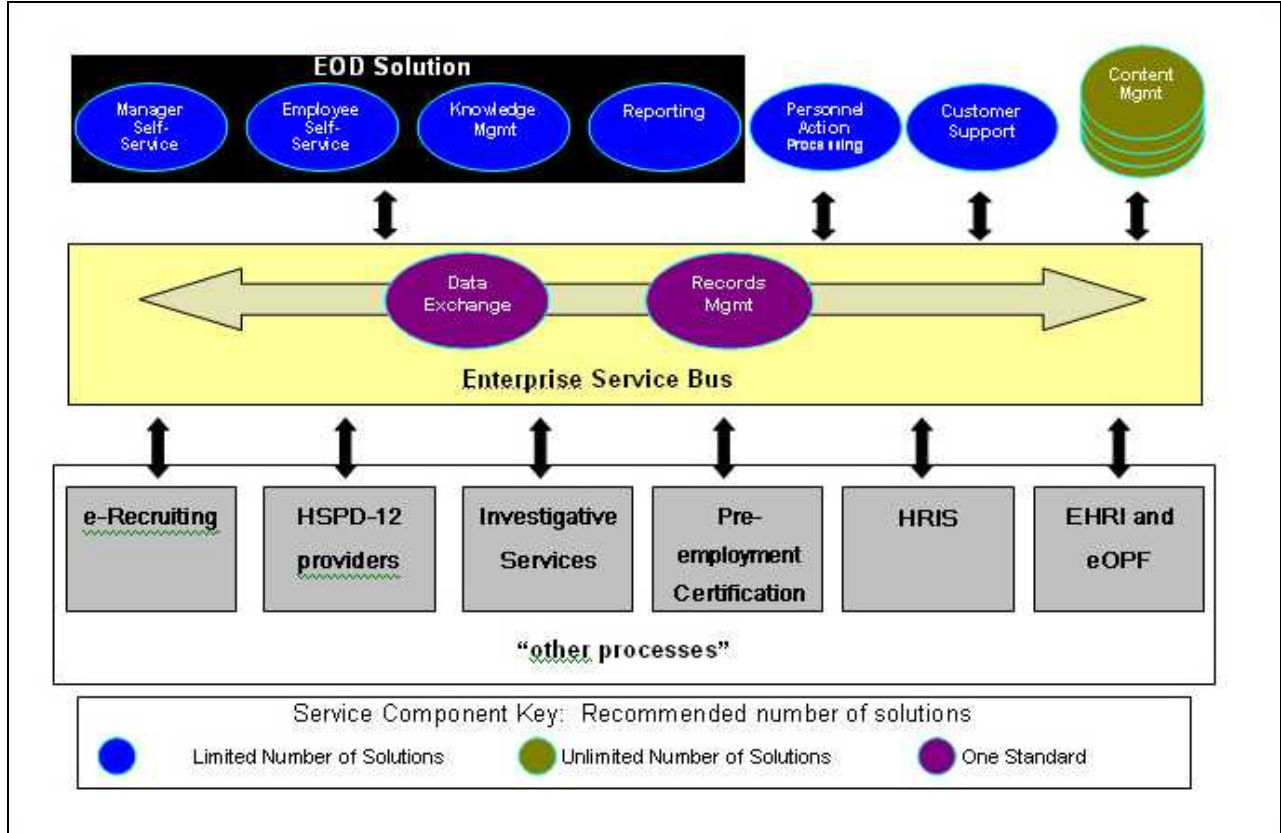 EOD Solution
Manager
Self-
Service
Employee
Self-
Service
Knowledge
Mgmt
Reporting
Personnel
Action
Processing
Customer
Support
Content
Mgmt
Data
Exchange
Records
Mgmt
Enterprise Service Bus
e-Recruiting
HSPD-12
providers
Investigative
Services
Pre-
employment
Certification
HRIS
EHRI and
eOPF
“other processes”
Service Component Key: Recommended number of solutions
Limited Number of Solutions
Unlimited Number of Solutions
One Standard